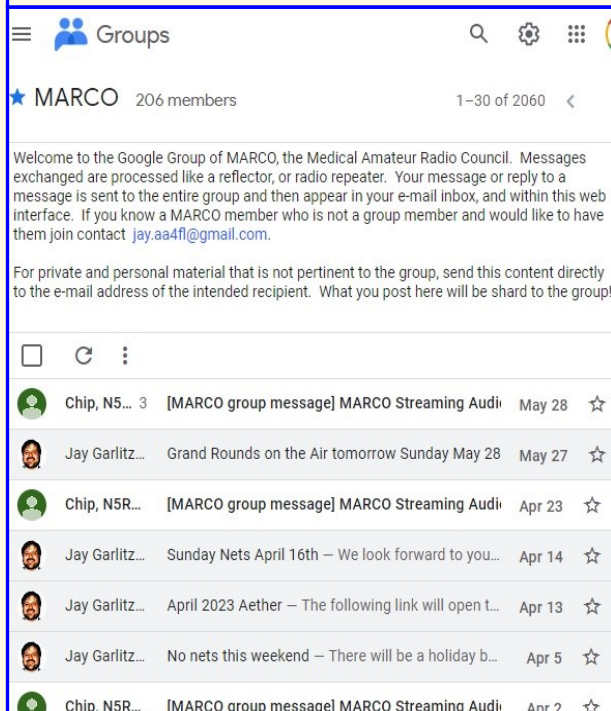 Groups
MARCO 206 members 1–30 of 2060
Welcome to the Google Group of MARCO, the Medical Amateur Radio Council. Messages
exchanged are processed like a reflector, or radio repeater. Your message or reply to a
message is sent to the entire group and then appear in your e-mail inbox, and within this web
interface. If you know a MARCO member who is not a group member and would like to have
them join contact jay.aa4fl@gmail.com.
For private and personal material that is not pertinent to the group, send this content directly
to the e-mail address of the intended recipient. What you post here will be shard to the group!
Chip, N5... 3 [MARCO group message] MARCO Streaming Audi May 28
Jay Garlitz... Grand Rounds on the Air tomorrow Sunday May 28 May 27
Chip, N5R... [MARCO group message] MARCO Streaming Audi Apr 23
Jay Garlitz... Sunday Nets April 16th – We look forward to you... Apr 14
Jay Garlitz... April 2023 Aether – The following link will open t... Apr 13
Jay Garlitz... No nets this weekend – There will be a holiday b... Apr 5
Chip, N5R... [MARCO group message] MARCO Streaming Audi Apr 2